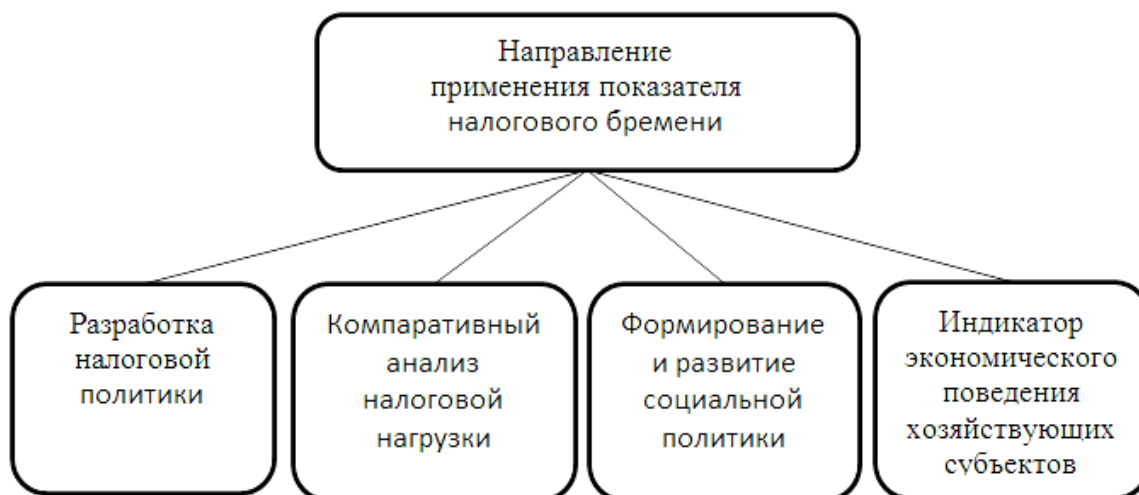 Направление
применения показателя
налогового бремени
Разработка
налоговой
политики
Компаративный
анализ
налоговой
нагрузки
Формирование
и развитие
социальной
политики
Индикатор
экономического
поведения
хозяйствующих
субъектов